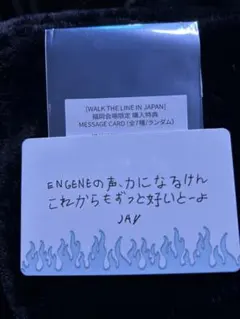 [WALK THE LINE IN JAPAN]
福岡会場限定 購入特典
MESSAGE CARD (全7種/ランダム)
ENGENEの声、力になるけん
これからもずっと好いとーよ
JAY